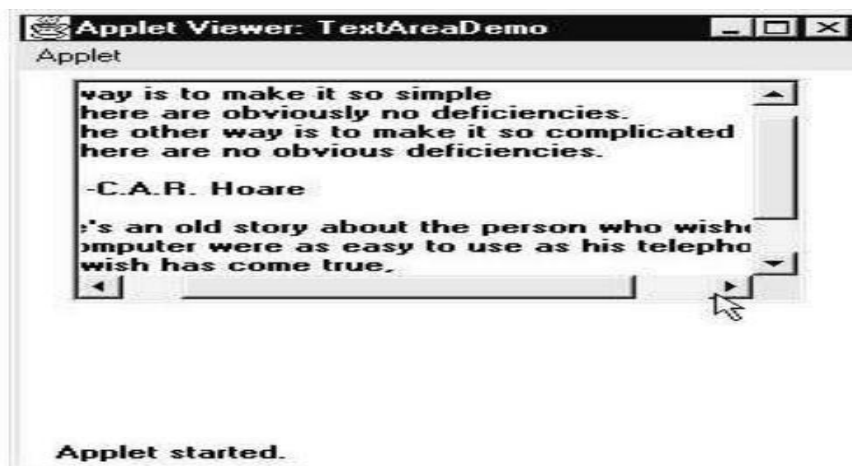 Applet Viewer: TextAreaDemo
Applet
way is to make it so simple
here are obviously no deficiencies.
he other way is to make it so complicated
here are no obvious deficiencies.
-C.A.R. Hoare
e's an old story about the person who wishe
omputer were as easy to use as his telepho
wish has come true,
Applet started.